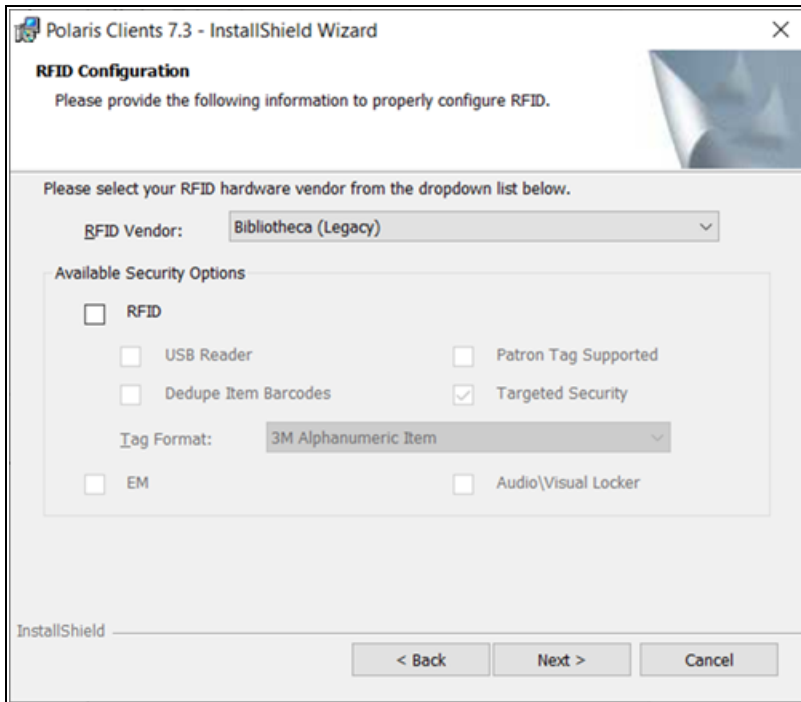 Polaris Clients 7.3 - InstallShield Wizard
RFID Configuration
Please provide the following information to properly configure RFID.
Please select your RFID hardware vendor from the dropdown list below.
RFID Vendor: Bibliotheca (Legacy)
Available Security Options
RFID
USB Reader Patron Tag Supported
Dedupe Item Barcodes Targeted Security
Tag Format: 3M Alphanumeric Item
EM Audio\Visual Locker
InstallShield
< Back Next > Cancel